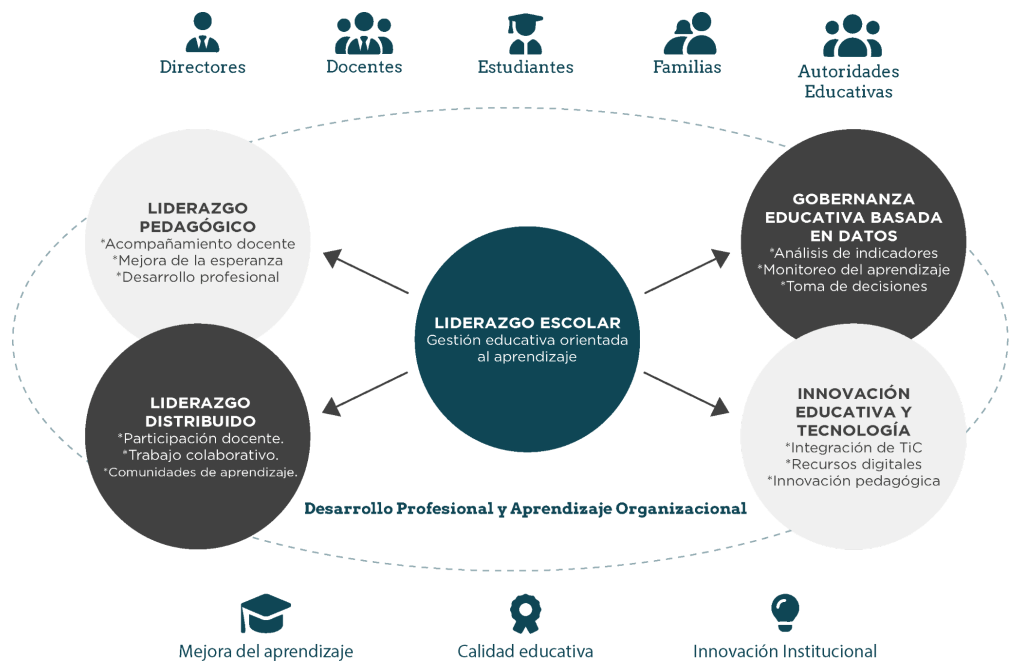 Directores
Docentes
Estudiantes
Familias
Autoridades
Educativas
LIDERAZGO
PEDAGÓGICO
*Acompañamiento docente
*Mejora de la esperanza
*Desarrollo profesional
GOBERNANZA
EDUCATIVA BASADA
EN DATOS
*Análisis de indicadores
*Monitoreo del aprendizaje
*Toma de decisiones
LIDERAZGO ESCOLAR
Gestión educativa orientada
al aprendizaje
LIDERAZGO
DISTRIBUIDO
*Participación docente.
*Trabajo colaborativo.
*Comunidades de aprendizaje.
INNOVACIÓN
EDUCATIVA Y
TECNOLOGÍA
*Integración de TiC
*Recursos digitales
*Innovación pedagógica
Desarrollo Profesional y Aprendizaje Organizacional
Mejora del aprendizaje
Calidad educativa
Innovación Institucional